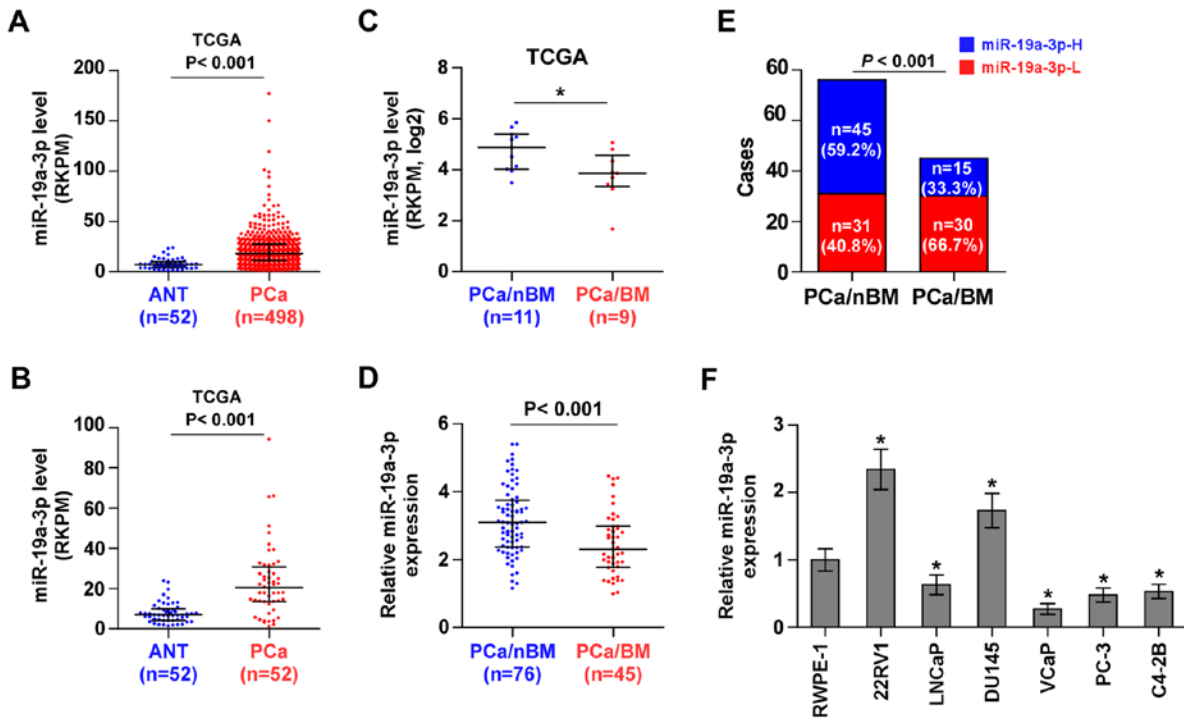 A
TCGA
P< 0.001
miR-19a-3p level
(RKPM)
200
150
100
50
0
ANT
(n=52)
PCa
(n=498)
B
TCGA
P< 0.001
miR-19a-3p level
(RKPM)
100
80
60
40
20
0
ANT
(n=52)
PCa
(n=52)
C
TCGA
*
miR-19a-3p level
(RKPM, log2)
8
6
4
2
0
PCa/nBM
(n=11)
PCa/BM
(n=9)
D
P< 0.001
Relative miR-19a-3p
expression
6
4
2
0
PCa/nBM
(n=76)
PCa/BM
(n=45)
E
miR-19a-3p-H
miR-19a-3p-L
P < 0.001
Cases
60
60
40
20
0
n=45
(59.2%)
n=31
(40.8%)
n=15
(33.3%)
n=30
(66.7%)
PCa/nBM
PCa/BM
F
Relative miR-19a-3p
expression
3
2
1
0
*
*
*
*
*
*
RWPE-1
22RV1
LNCaP
DU145
VCaP
PC-3
C4-2B